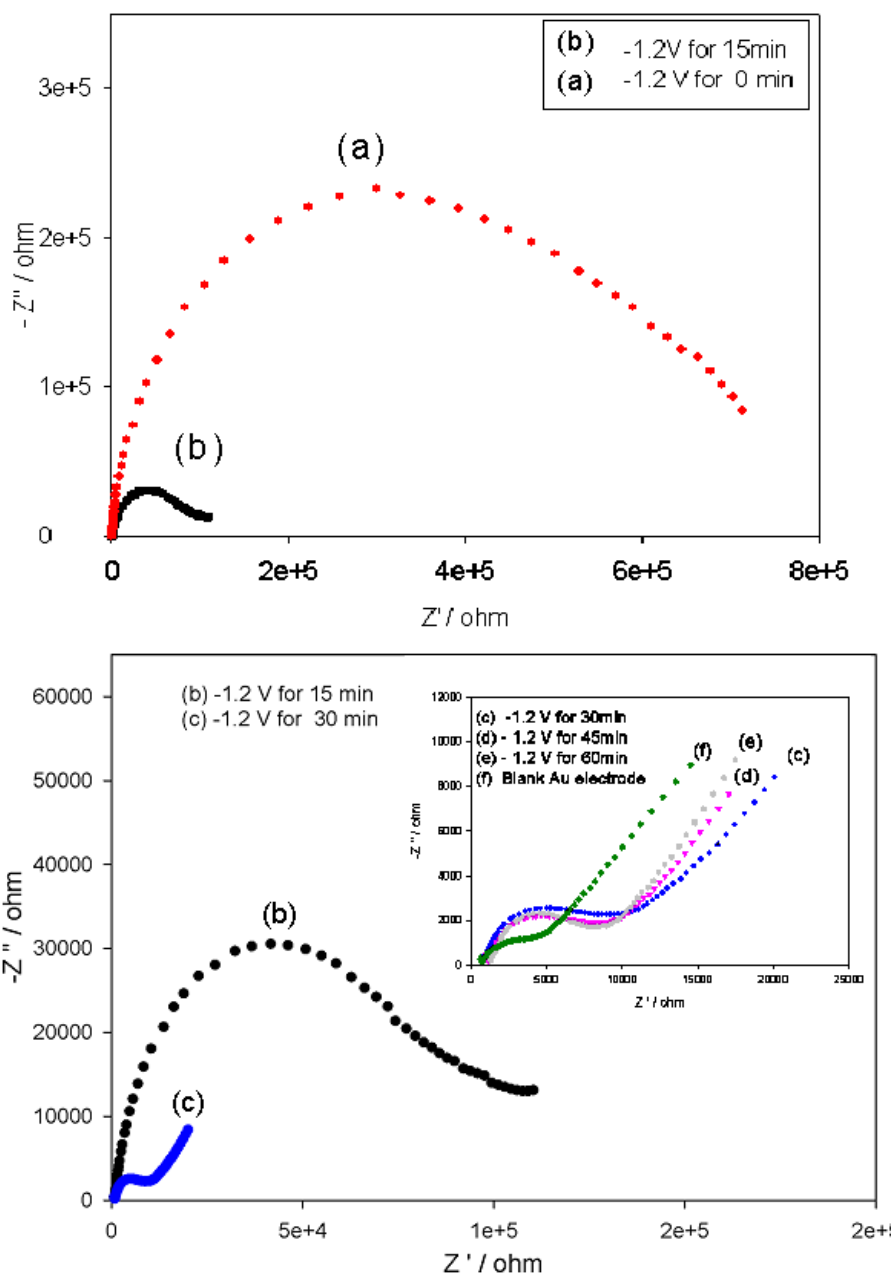 (b) -1.2V for 15min
(a) -1.2 V for 0 min
3e+5
2e+5
1e+5
0
-Z" / ohm
(a)
(b)
0 2e+5 4e+5 6e+5 8e+5
Z' / ohm
60000
50000
40000
30000
20000
10000
0
-Z" / ohm
(b) -1.2 V for 15 min
(c) -1.2 V for 30 min
(b)
(c)
12000
10000
8000
6000
4000
2000
0
-Z" / ohm
(c) -1.2 V for 30min
(d) - 1.2 V for 45min
(e) - 1.2 V for 60min
(f) Blank Au electrode
(f)
(e)
(d)
(c)
0 5000 10000 15000 20000 25000
Z ' / ohm
0 5e+4 1e+5 2e+5 2e+
Z ' / ohm